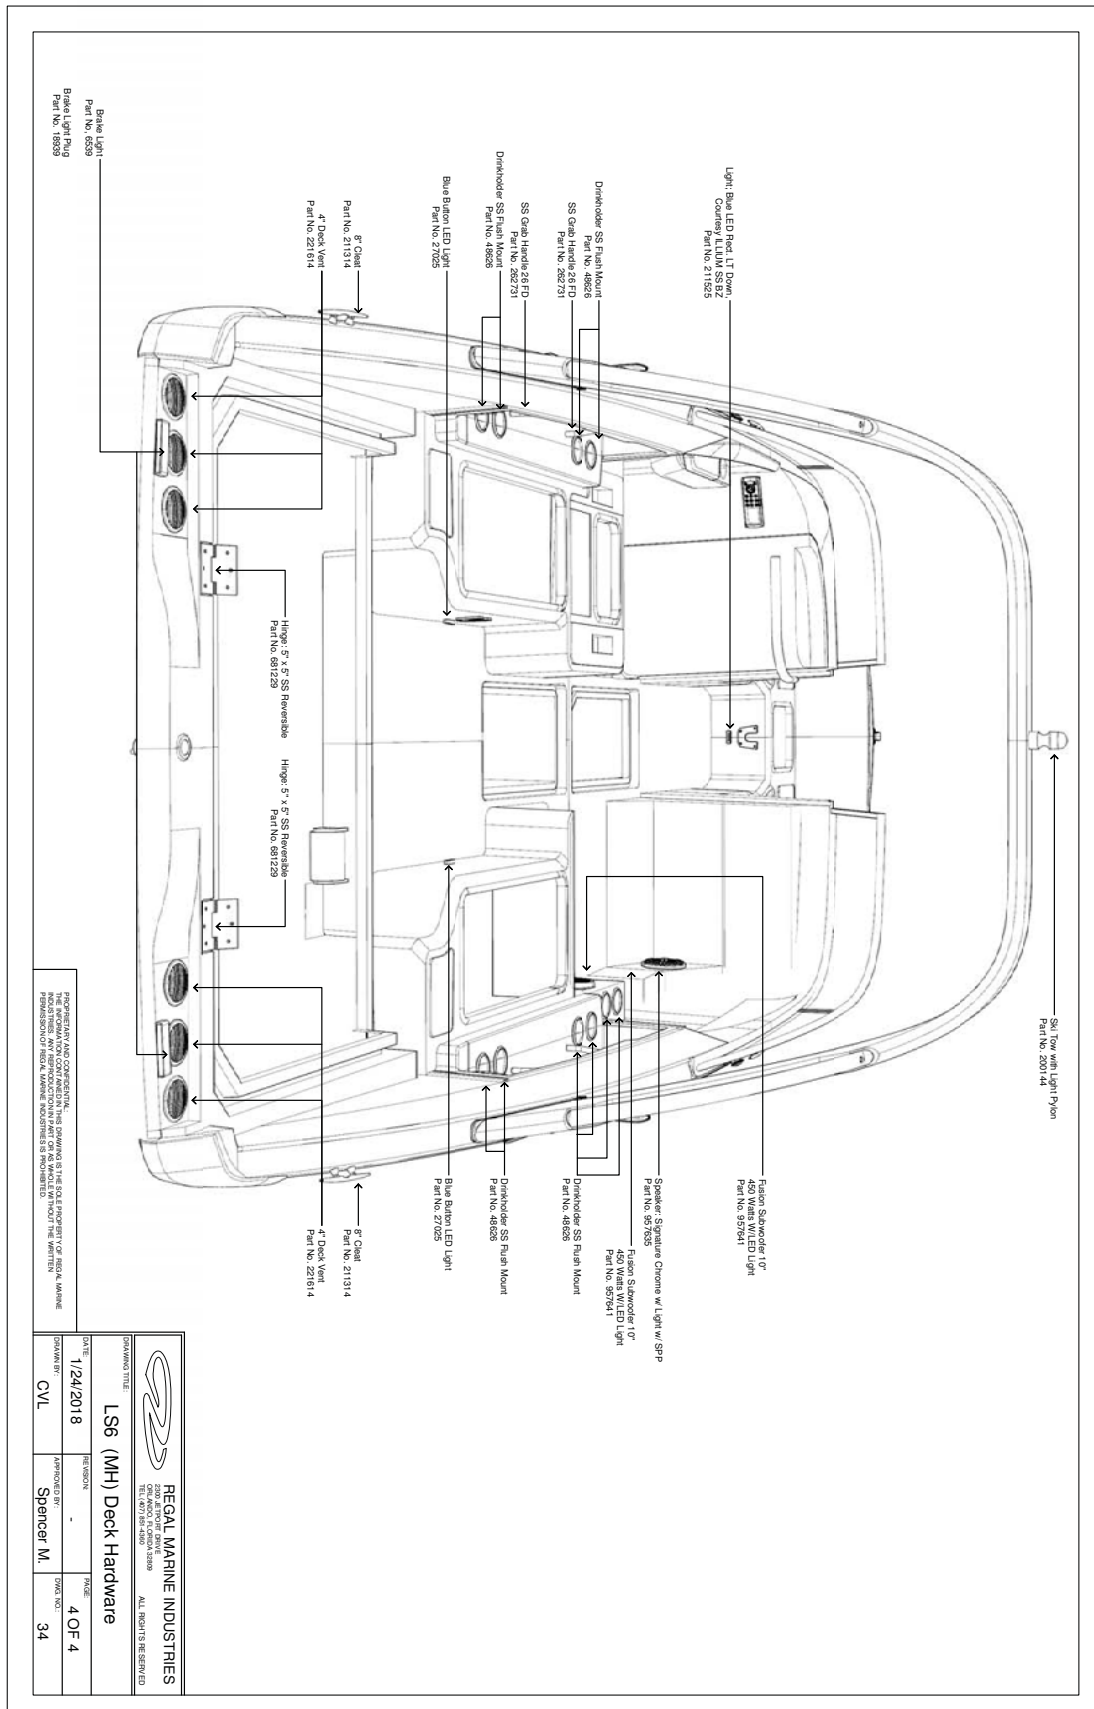 Ski Tow with Light Pylon
Part No. 200144
Light; Blue LED Rect. LT Down,
Courtesy ILLIUM SS BZ
Part No. 211525
Drinkholder SS Flush Mount
Part No. 48626
SS Grab Handle 26 FD
Part No. 262731
SS Grab Handle 26 FD
Part No. 262731
Drinkholder SS Flush Mount
Part No. 48626
Blue Button LED Light
Part No. 27025
8" Cleat
Part No. 211314
4" Deck Vent
Part No. 221614
Brake Light
Part No. 6539
Brake Light Plug
Part No. 18939
Hinge; 5" x 5" SS Reversible
Part No. 681229
Hinge; 5" x 5" SS Reversible
Part No. 681229
Fusion Subwoofer 10"
450 Watts W/LED Light
Part No. 957641
Speaker; Signature Chrome w/ Light w/ SPP
Part No. 957635
Fusion Subwoofer 10"
450 Watts W/LED Light
Part No. 957641
Drinkholder SS Flush Mount
Part No. 48626
Drinkholder SS Flush Mount
Part No. 48626
Blue Button LED Light
Part No. 27025
8" Cleat
Part No. 211314
4" Deck Vent
Part No. 221614
PROPRIETARY AND CONFIDENTIAL:
THE INFORMATION CONTAINED IN THIS DRAWING IS THE SOLE PROPERTY OF REGAL MARINE
INDUSTRIES. ANY REPRODUCTION IN PART OR AS WHOLE WITHOUT THE WRITTEN
PERMISSION OF REGAL MARINE INDUSTRIES IS PROHIBITED.
REGAL MARINE INDUSTRIES
2300 JETPORT DRIVE
ORLANDO, FLORIDA 32809
TEL (407) 851-4360
ALL RIGHTS RESERVED
DRAWING TITLE:
LS6 (MH) Deck Hardware
DATE:
1/24/2018
REVISION:
-
PAGE:
4 OF 4
DRAWN BY:
CVL
APPROVED BY:
Spencer M.
DWG. NO.:
34